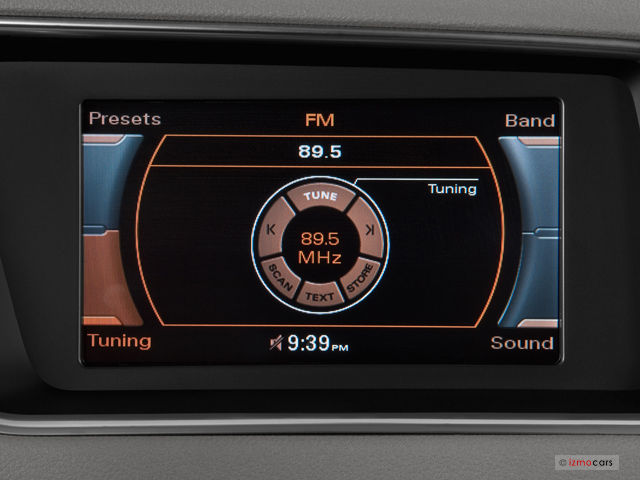 Presets FM Band
89.5
Tuning
TUNE
89.5
MHz
SCAN TEXT STORE
Tuning Sound
9:39 PM
© izmocars